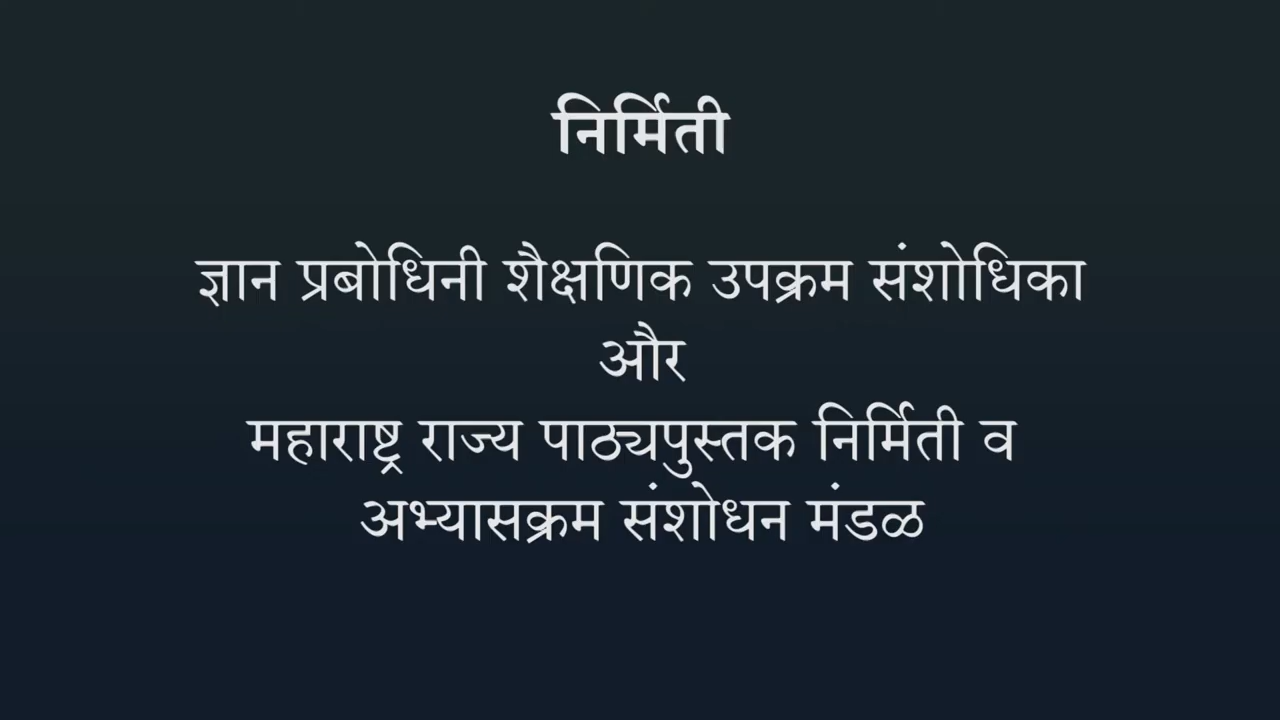 निर्मिती
ज्ञान प्रबोधिनी शैक्षणिक उपक्रम संशोधिका
और
महाराष्ट्र राज्य पाठ्यपुस्तक निर्मिती व
अभ्यासक्रम संशोधन मंडळ